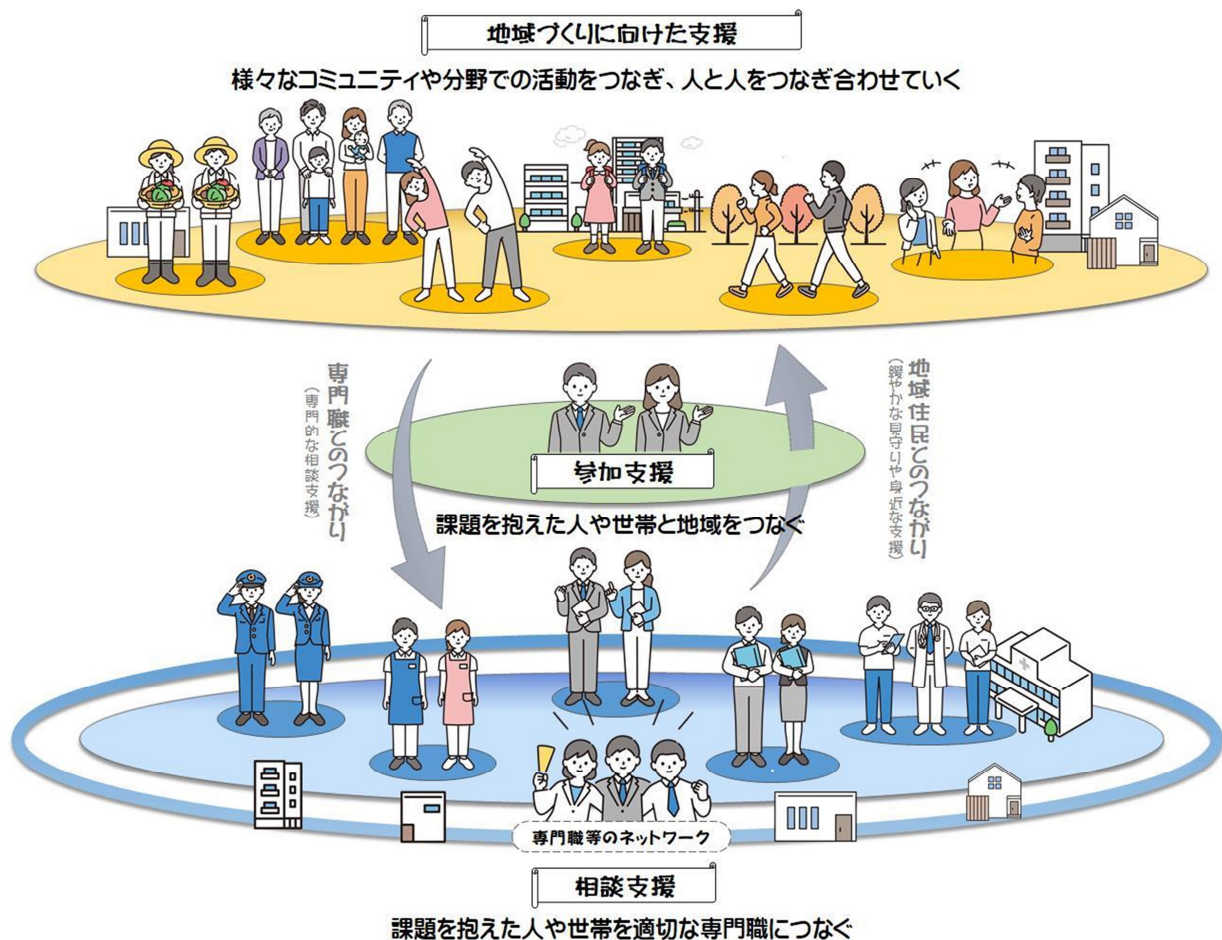 地域づくりに向けた支援
様々なコミュニティや分野での活動をつなぎ、人と人をつなぎ合わせていく
専門職とのつながり
(専門的な相談支援)
地域住民とのつながり
(緩やかな見守りや身近な支援)
参加支援
課題を抱えた人や世帯と地域をつなぐ
専門職等のネットワーク
相談支援
課題を抱えた人や世帯を適切な専門職につなぐ